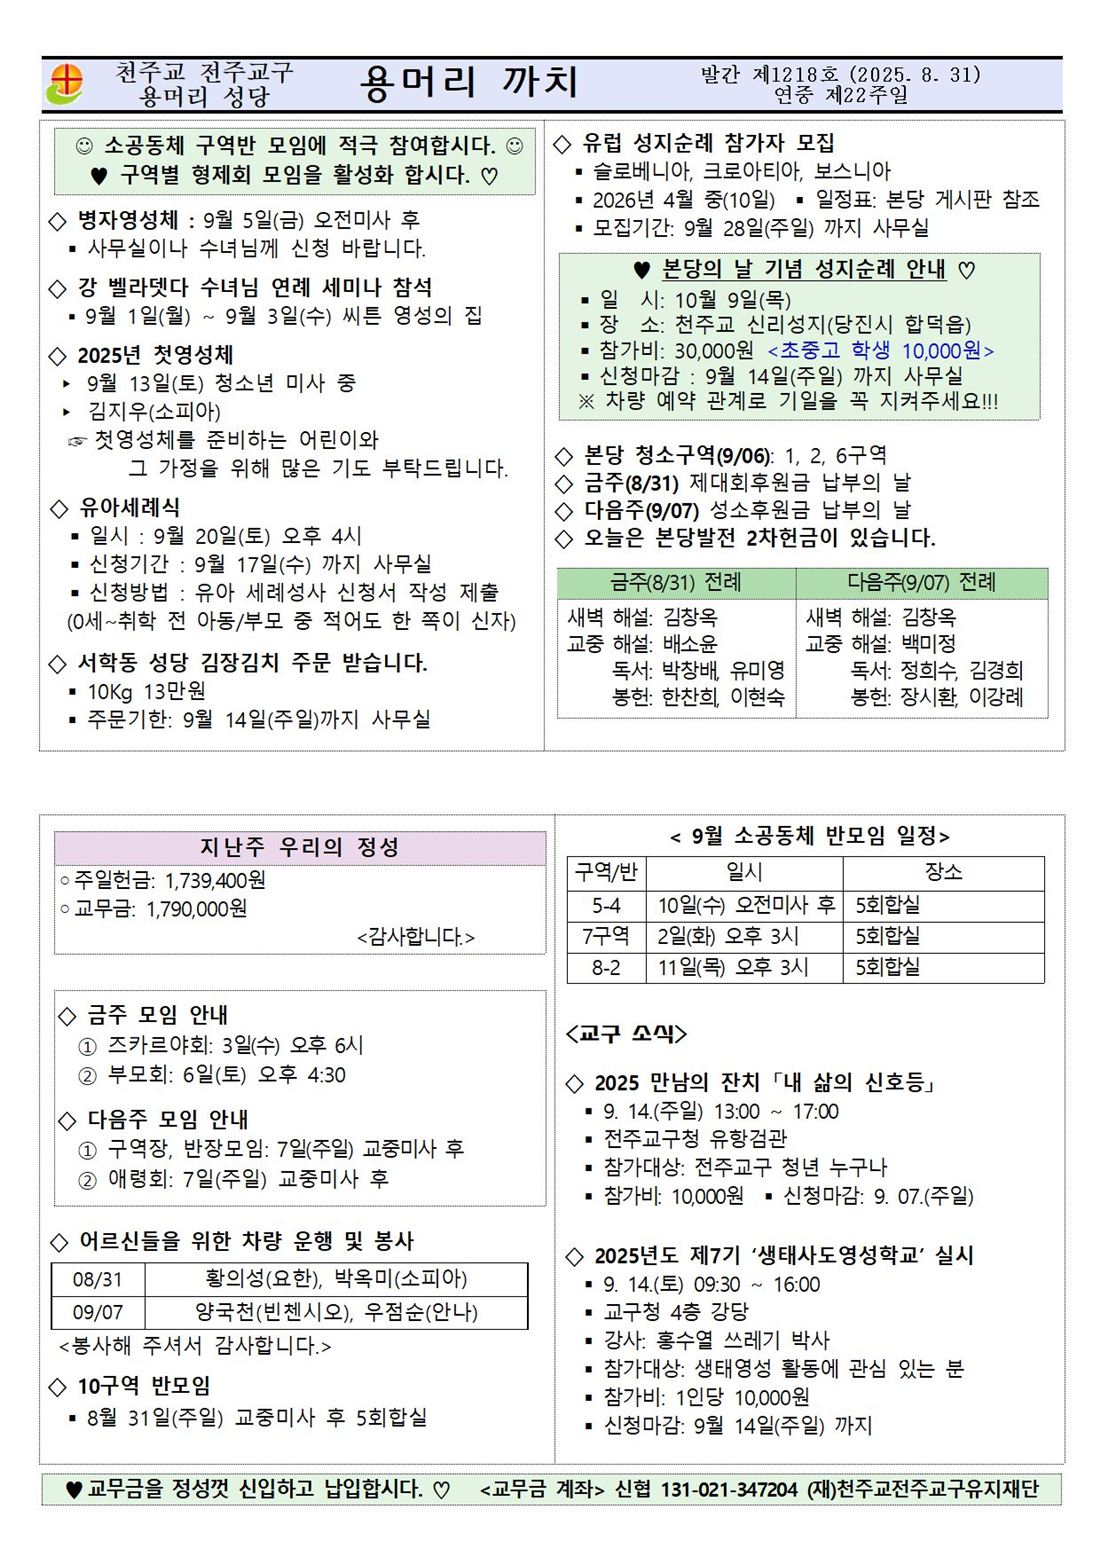 천주교 전주교구
용머리 성당
용머리 까치
발간 제1218호 (2025. 8. 31)
연중 제22주일
☺ 소공동체 구역반 모임에 적극 참여합시다. ☺
♥ 구역별 형제회 모임을 활성화 합시다. ♡
◇ 병자영성체 : 9월 5일(금) 오전미사 후
▪ 사무실이나 수녀님께 신청 바랍니다.
◇ 강 벨라뎃다 수녀님 연례 세미나 참석
▪ 9월 1일(월) ~ 9월 3일(수) 씨튼 영성의 집
◇ 2025년 첫영성체
▸ 9월 13일(토) 청소년 미사 중
▸ 김지우(소피아)
☞ 첫영성체를 준비하는 어린이와
그 가정을 위해 많은 기도 부탁드립니다.
◇ 유아세례식
▪ 일시 : 9월 20일(토) 오후 4시
▪ 신청기간 : 9월 17일(수) 까지 사무실
▪ 신청방법 : 유아 세례성사 신청서 작성 제출
(0세~취학 전 아동/부모 중 적어도 한 쪽이 신자)
◇ 서학동 성당 김장김치 주문 받습니다.
▪ 10Kg 13만원
▪ 주문기한: 9월 14일(주일)까지 사무실
◇ 유럽 성지순례 참가자 모집
▪ 슬로베니아, 크로아티아, 보스니아
▪ 2026년 4월 중(10일) ▪ 일정표: 본당 게시판 참조
▪ 모집기간: 9월 28일(주일) 까지 사무실
♥ 본당의 날 기념 성지순례 안내 ♡
▪ 일 시: 10월 9일(목)
▪ 장 소: 천주교 신리성지(당진시 합덕읍)
▪ 참가비: 30,000원 <초중고 학생 10,000원>
▪ 신청마감 : 9월 14일(주일) 까지 사무실
※ 차량 예약 관계로 기일을 꼭 지켜주세요!!!
◇ 본당 청소구역(9/06): 1, 2, 6구역
◇ 금주(8/31) 제대회후원금 납부의 날
◇ 다음주(9/07) 성소후원금 납부의 날
◇ 오늘은 본당발전 2차헌금이 있습니다.
금주(8/31) 전례 다음주(9/07) 전례
새벽 해설: 김창옥 새벽 해설: 김창옥
교중 해설: 배소윤 교중 해설: 백미정
독서: 박창배, 유미영 독서: 정희수, 김경희
봉헌: 한찬희, 이현숙 봉헌: 장시환, 이강례
지난주 우리의 정성
○ 주일헌금: 1,739,400원
○ 교무금: 1,790,000원
<감사합니다.>
◇ 금주 모임 안내
① 즈카르야회: 3일(수) 오후 6시
② 부모회: 6일(토) 오후 4:30
◇ 다음주 모임 안내
① 구역장, 반장모임: 7일(주일) 교중미사 후
② 애령회: 7일(주일) 교중미사 후
◇ 어르신들을 위한 차량 운행 및 봉사
08/31 황의성(요한), 박옥미(소피아)
09/07 양국천(빈첸시오), 우점순(안나)
<봉사해 주셔서 감사합니다.>
◇ 10구역 반모임
▪ 8월 31일(주일) 교중미사 후 5회합실
< 9월 소공동체 반모임 일정>
구역/반 일시 장소
5-4 10일(수) 오전미사 후 5회합실
7구역 2일(화) 오후 3시 5회합실
8-2 11일(목) 오후 3시 5회합실
<교구 소식>
◇ 2025 만남의 잔치「내 삶의 신호등」
▪ 9. 14.(주일) 13:00 ~ 17:00
▪ 전주교구청 유항검관
▪ 참가대상: 전주교구 청년 누구나
▪ 참가비: 10,000원 ▪ 신청마감: 9. 07.(주일)
◇ 2025년도 제7기 ‘생태사도영성학교’ 실시
▪ 9. 14.(토) 09:30 ~ 16:00
▪ 교구청 4층 강당
▪ 강사: 홍수열 쓰레기 박사
▪ 참가대상: 생태영성 활동에 관심 있는 분
▪ 참가비: 1인당 10,000원
▪ 신청마감: 9월 14일(주일) 까지
♥ 교무금을 정성껏 신입하고 납입합시다. ♡ <교무금 계좌> 신협 131-021-347204 (재)천주교전주교구유지재단